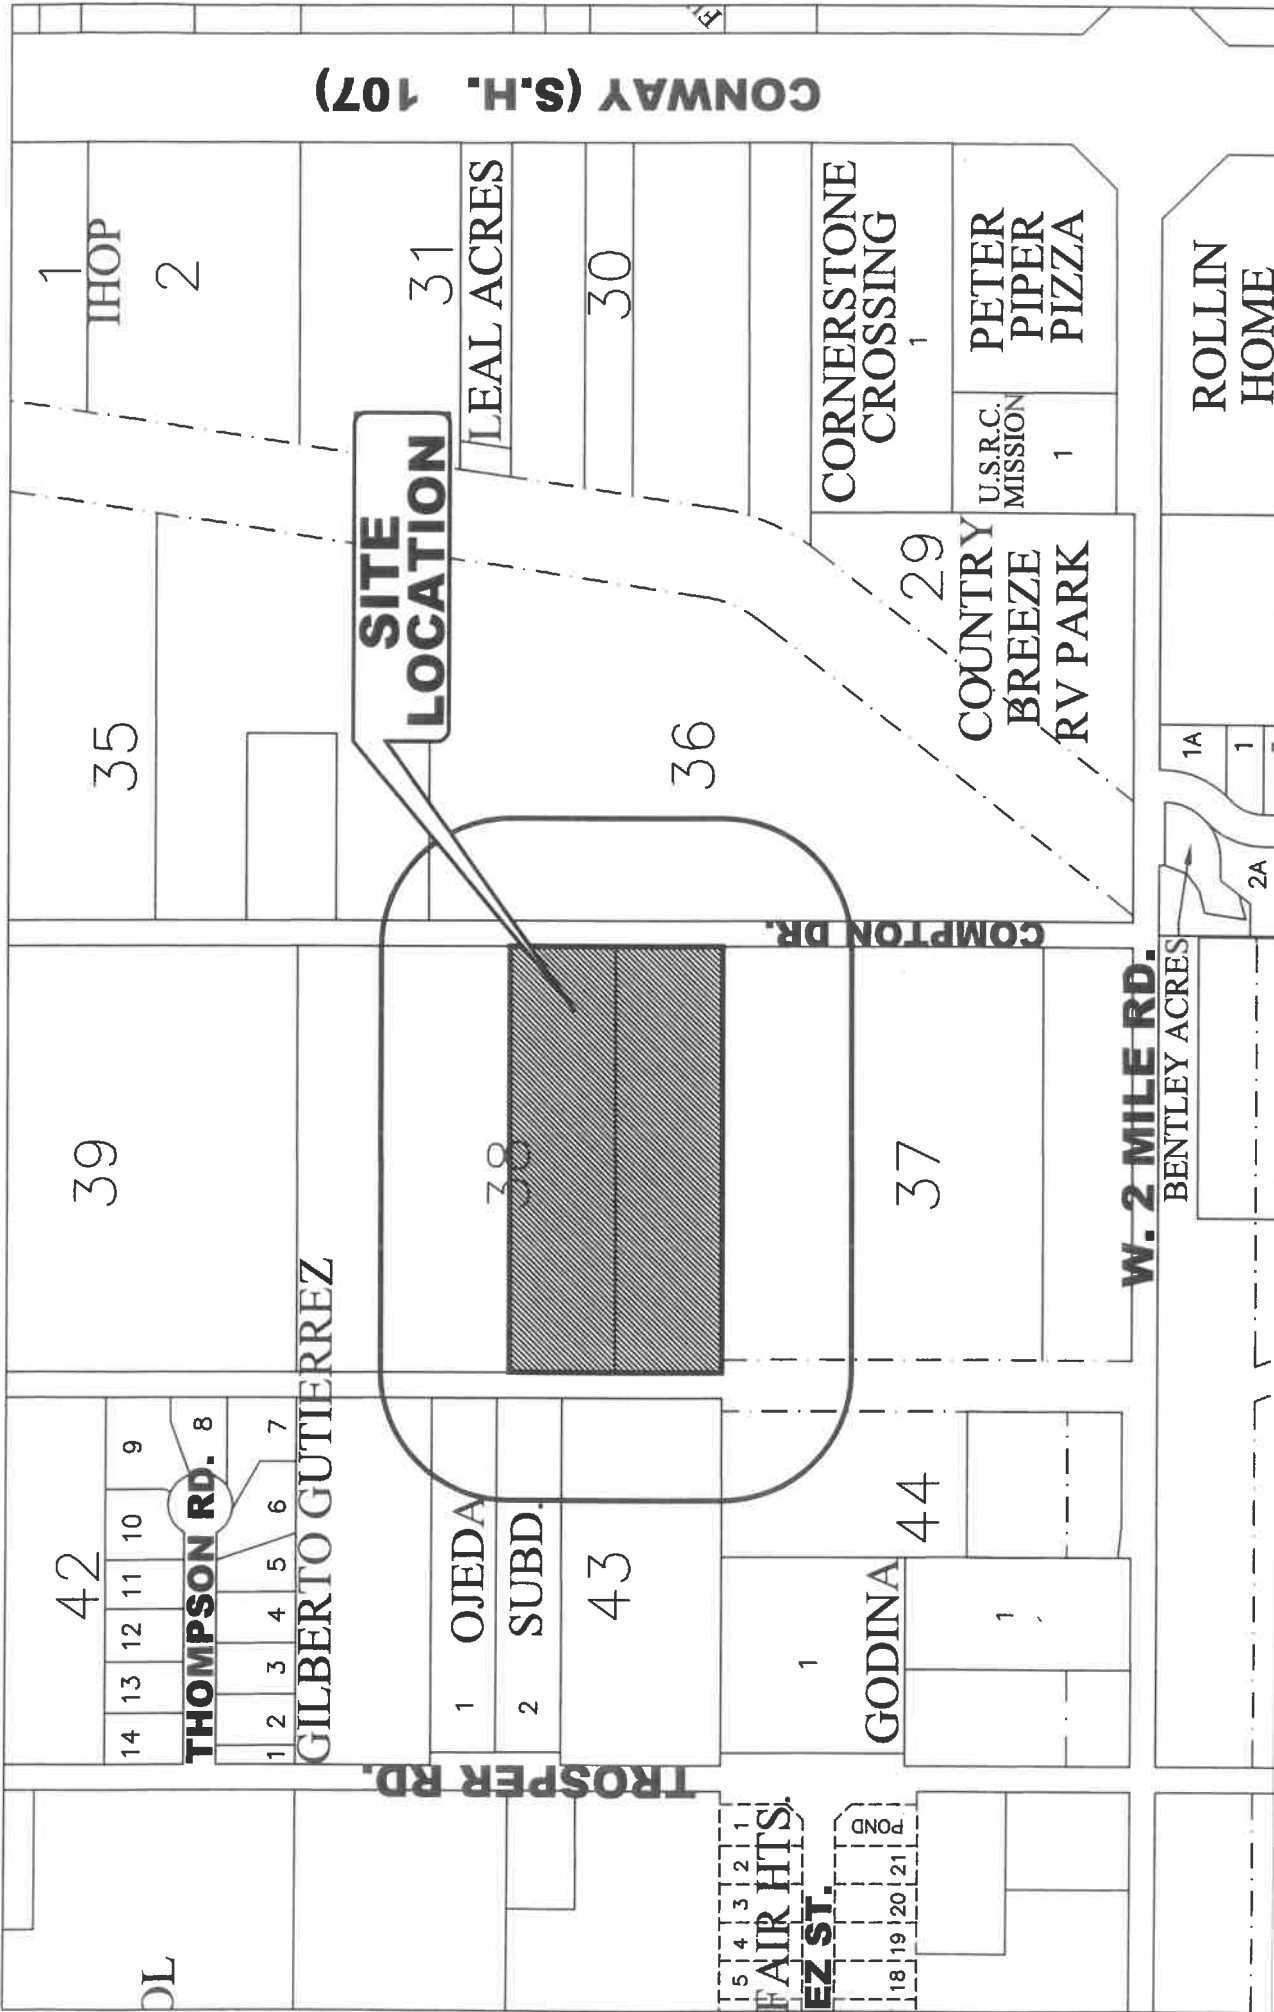 CONWAY (S.H. 107)
1
IHOP
2
31
LEAL ACRES
30
CORNERSTONE
CROSSING
1
PETER
PIPER
PIZZA
U.S.R.C.
MISSION
1
ROLLIN
HOME
SITE
LOCATION
35
36
29
COUNTRY
BREEZE
RV PARK
1A
1
2A
COMPTON DR.
W. 2 MILE RD.
BENTLEY ACRES
39
38
37
42
9
10
11
12
13
14
8
THOMPSON RD.
7
6
5
4
3
2
1
GILBERTO GUTIERREZ
OJEDA
SUBD.
1
2
43
44
1
GODINA
1
TROSPER RD.
1
2
3
4
5
FAIR HTS.
EZ ST.
POND
21
20
19
18
OL